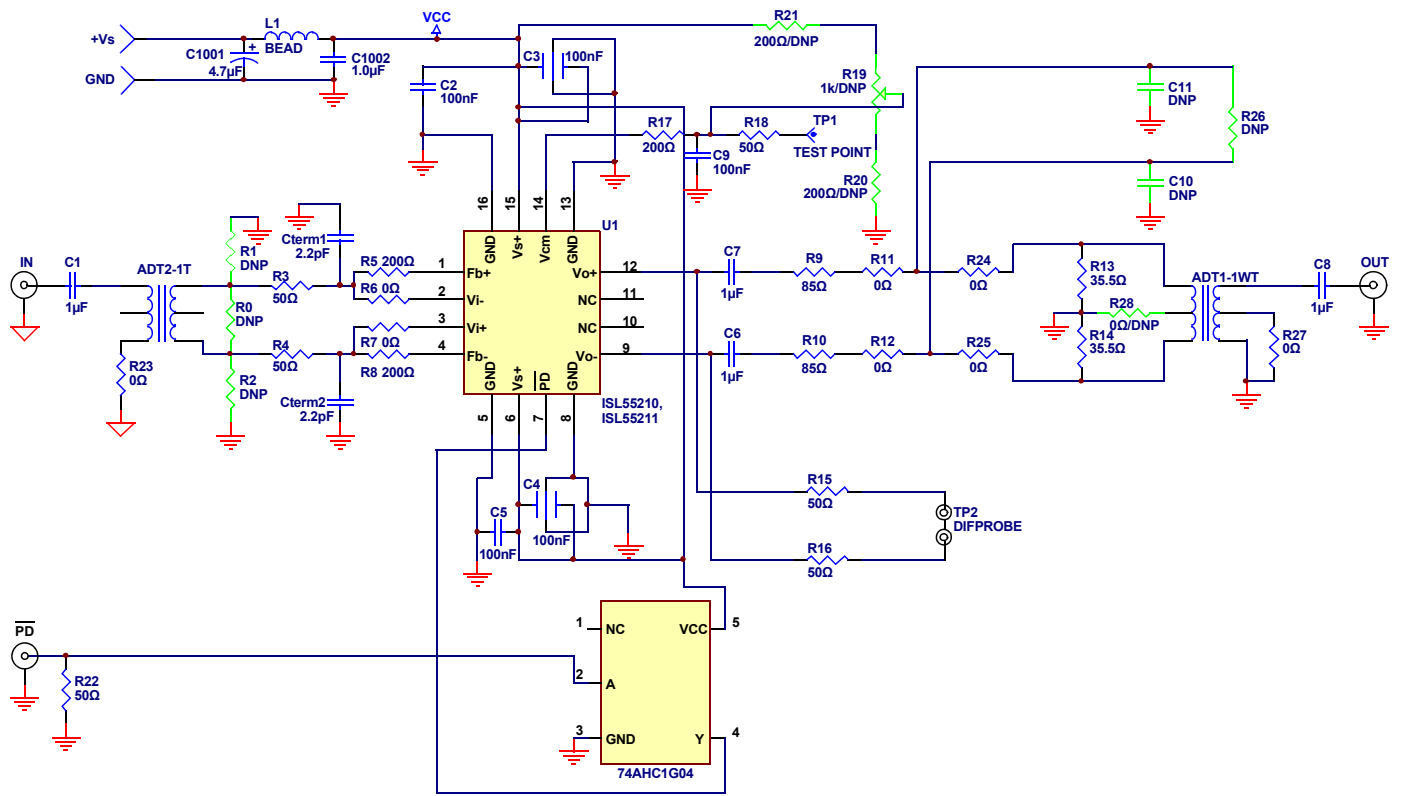 +Vs
GND
C1001
4.7µF
+
L1
BEAD
C1002
1.0µF
VCC
C2
100nF
C3
100nF
R21
200Ω/DNP
R19
1k/DNP
R17
200Ω
R18
50Ω
TP1
TEST POINT
C9
100nF
R20
200Ω/DNP
C11
DNP
R26
DNP
C10
DNP
IN
C1
1µF
ADT2-1T
R23
0Ω
R1
DNP
R0
DNP
R2
DNP
R3
50Ω
R4
50Ω
Cterm1
2.2pF
Cterm2
2.2pF
R5 200Ω
R6 0Ω
R7 0Ω
R8 200Ω
16
15
14
13
U1
GND
Vs+
Vcm
GND
1
Fb+
2
Vi-
3
Vi+
4
Fb-
Vo+
12
NC
11
NC
10
Vo-
9
GND
Vs+
PD
GND
5
6
7
8
ISL55210,
ISL55211
C7
1µF
R9
85Ω
R11
0Ω
R24
0Ω
C6
1µF
R10
85Ω
R12
0Ω
R25
0Ω
R13
35.5Ω
R28
0Ω/DNP
R14
35.5Ω
ADT1-1WT
R27
0Ω
C8
1µF
OUT
C5
100nF
C4
100nF
R15
50Ω
R16
50Ω
TP2
DIFPROBE
PD
R22
50Ω
1
NC
VCC
5
2
A
3
GND
Y
4
74AHC1G04